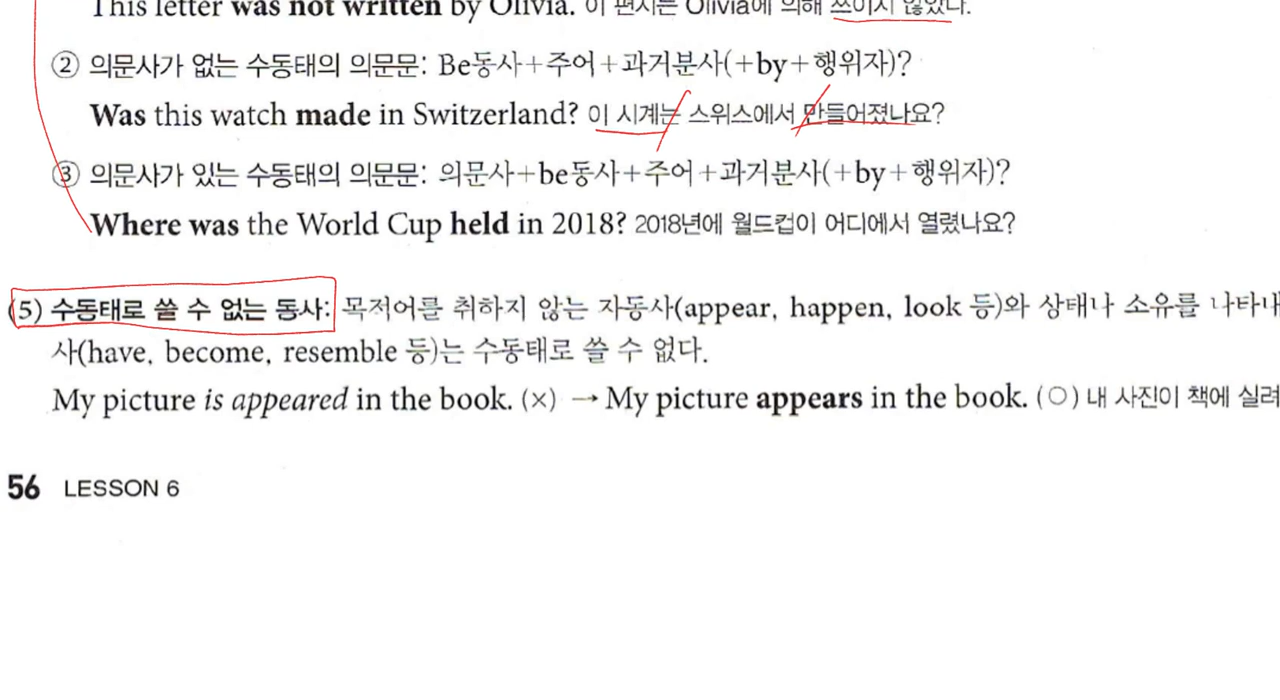 This letter was not written by Olivia. 이 편지는 Olivia에 의해 쓰이지 않았다.
② 의문사가 없는 수동태의 의문문: Be동사+주어+과거분사(+by+행위자)?
Was this watch made in Switzerland? 이 시계는 스위스에서 만들어졌나요?
③ 의문사가 있는 수동태의 의문문: 의문사+be동사+주어+과거분사(+by+행위자)?
Where was the World Cup held in 2018? 2018년에 월드컵이 어디에서 열렸나요?
(5) 수동태로 쓸 수 없는 동사: 목적어를 취하지 않는 자동사(appear, happen, look 등)와 상태나 소유를 나타내
사(have, become, resemble 등)는 수동태로 쓸 수 없다.
My picture is appeared in the book. (×) → My picture appears in the book. (○) 내 사진이 책에 실려
56 LESSON 6